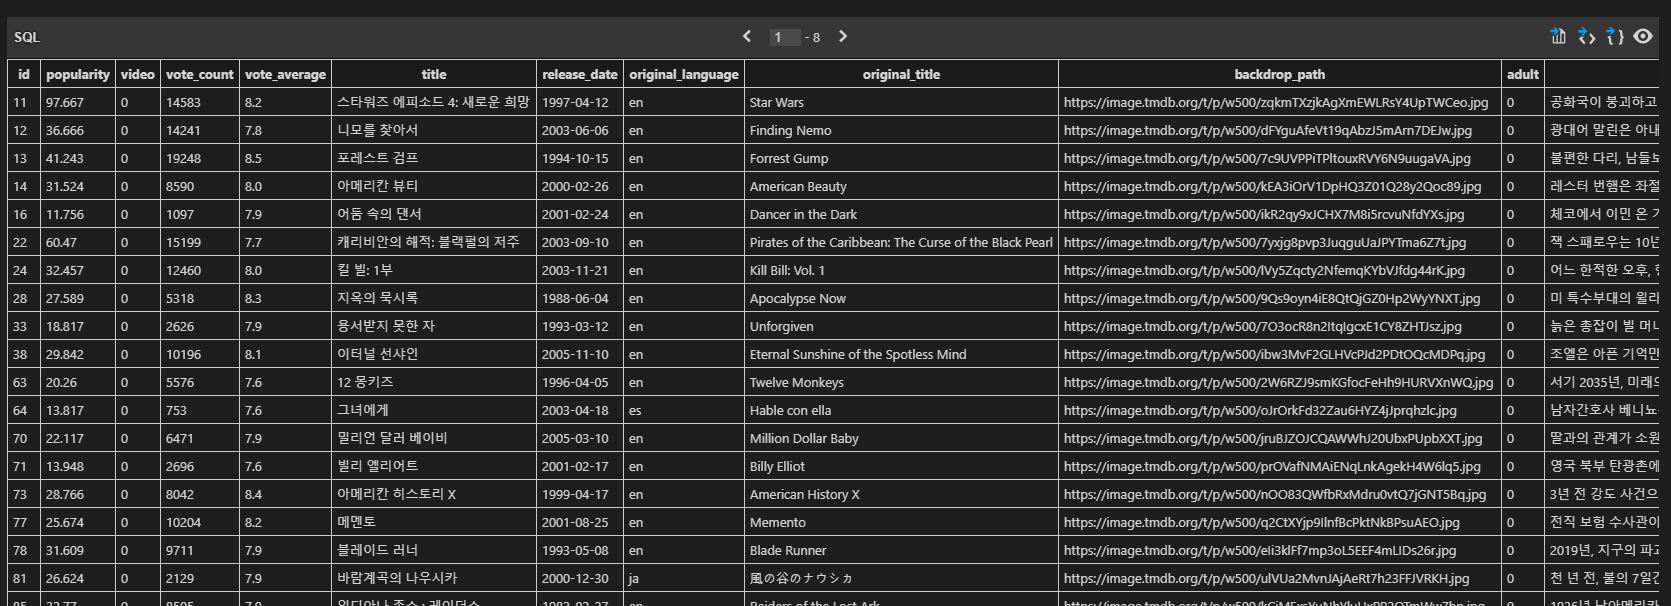 SQL 1 - 8
id popularity video vote_count vote_average title release_date original_language original_title backdrop_path adult
11 97.667 0 14583 8.2 스타워즈 에피소드 4: 새로운 희망 1997-04-12 en Star Wars https://image.tmdb.org/t/p/w500/zqkmTXzjkAgXmEWLRsY4UpTWCeo.jpg 0 공화국이 붕괴하고
12 36.666 0 14241 7.8 니모를 찾아서 2003-06-06 en Finding Nemo https://image.tmdb.org/t/p/w500/dFYguAfeVt19qAbzJ5mArn7DEJw.jpg 0 광대어 말린은 아내
13 41.243 0 19248 8.5 포레스트 검프 1994-10-15 en Forrest Gump https://image.tmdb.org/t/p/w500/7c9UVPPiTPltouxRVY6N9uugaVA.jpg 0 불편한 다리, 남들보
14 31.524 0 8590 8.0 아메리칸 뷰티 2000-02-26 en American Beauty https://image.tmdb.org/t/p/w500/kEA3iOrV1DpHQ3Z01Q28y2Qoc89.jpg 0 레스터 번햄은 좌절
16 11.756 0 1097 7.9 어둠 속의 댄서 2001-02-24 en Dancer in the Dark https://image.tmdb.org/t/p/w500/ikR2qy9xJCHX7M8i5rcvuNfdYXs.jpg 0 체코에서 이민 온
22 60.47 0 15199 7.7 캐리비안의 해적: 블랙펄의 저주 2003-09-10 en Pirates of the Caribbean: The Curse of the Black Pearl https://image.tmdb.org/t/p/w500/7yxjg8pvp3JuqguUaJPYTma6Z7t.jpg 0 잭 스패로우는 10년
24 32.457 0 12460 8.0 킬 빌: 1부 2003-11-21 en Kill Bill: Vol. 1 https://image.tmdb.org/t/p/w500/lVy5Zqcty2NfemqKYbVJfdg44rK.jpg 0 어느 한적한 오후,
28 27.589 0 5318 8.3 지옥의 묵시록 1988-06-04 en Apocalypse Now https://image.tmdb.org/t/p/w500/9Qs9oyn4iE8QtQjGZ0Hp2WyYNXT.jpg 0 미 특수부대의 윌라
33 18.817 0 2626 7.9 용서받지 못한 자 1993-03-12 en Unforgiven https://image.tmdb.org/t/p/w500/7O3ocR8n2ItqIgcxE1CY8ZHTJsz.jpg 0 늙은 총잡이 빌 머니
38 29.842 0 10196 8.1 이터널 선샤인 2005-11-10 en Eternal Sunshine of the Spotless Mind https://image.tmdb.org/t/p/w500/ibw3MvF2GLHVcPJd2PDtOQcMDPq.jpg 0 조엘은 아픈 기억만
63 20.26 0 5576 7.6 12 몽키즈 1996-04-05 en Twelve Monkeys https://image.tmdb.org/t/p/w500/2W6RZJ9smKGfocFeHh9HURVXnWQ.jpg 0 서기 2035년, 미래의
64 13.817 0 753 7.6 그녀에게 2003-04-18 es Hable con ella https://image.tmdb.org/t/p/w500/oJrOrkFd32Zau6HYZ4jJprqhzlc.jpg 0 남자간호사 베니뇨
70 22.117 0 6471 7.9 밀리언 달러 베이비 2005-03-10 en Million Dollar Baby https://image.tmdb.org/t/p/w500/jruBJZOJCQAWWhJ20UbxPUpbXXT.jpg 0 딸과의 관계가 소원
71 13.948 0 2696 7.6 빌리 엘리어트 2001-02-17 en Billy Elliot https://image.tmdb.org/t/p/w500/prOVafNMAiENqLnkAgekH4W6lq5.jpg 0 영국 북부 탄광촌에
73 28.766 0 8042 8.4 아메리칸 히스토리 X 1999-04-17 en American History X https://image.tmdb.org/t/p/w500/nOO83QWfbRxMdru0vtQ7jGNT5Bq.jpg 0 3년 전 강도 사건으
77 25.674 0 10204 8.2 메멘토 2001-08-25 en Memento https://image.tmdb.org/t/p/w500/q2CtXYjp9IlnfBcPktNkBPsuAEO.jpg 0 전직 보험 수사관이
78 31.609 0 9711 7.9 블레이드 러너 1993-05-08 en Blade Runner https://image.tmdb.org/t/p/w500/eIi3klFf7mp3oL5EEF4mLIDs26r.jpg 0 2019년, 지구의 파괴
81 26.624 0 2129 7.9 바람계곡의 나우시카 2000-12-30 ja 風の谷のナウシカ https://image.tmdb.org/t/p/w500/ulVUa2MvnJAjAeRt7h23FFJVRKH.jpg 0 천 년 전, 불의 7일간